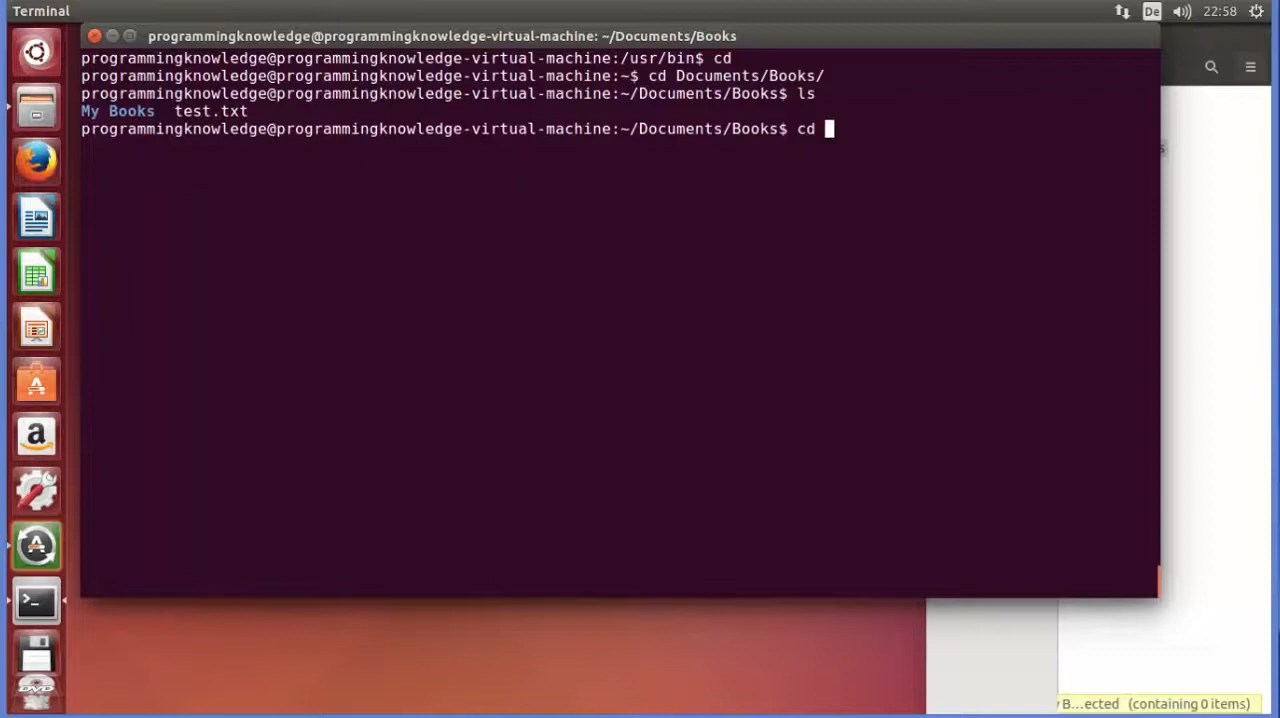 Terminal
De
22:58
programmingknowledge@programmingknowledge-virtual-machine: ~/Documents/Books
programmingknowledge@programmingknowledge-virtual-machine:/usr/bin$ cd
programmingknowledge@programmingknowledge-virtual-machine:~$ cd Documents/Books/
programmingknowledge@programmingknowledge-virtual-machine:~/Documents/Books$ ls
My Books  test.txt
programmingknowledge@programmingknowledge-virtual-machine:~/Documents/Books$ cd
B...ected (containing 0 items)